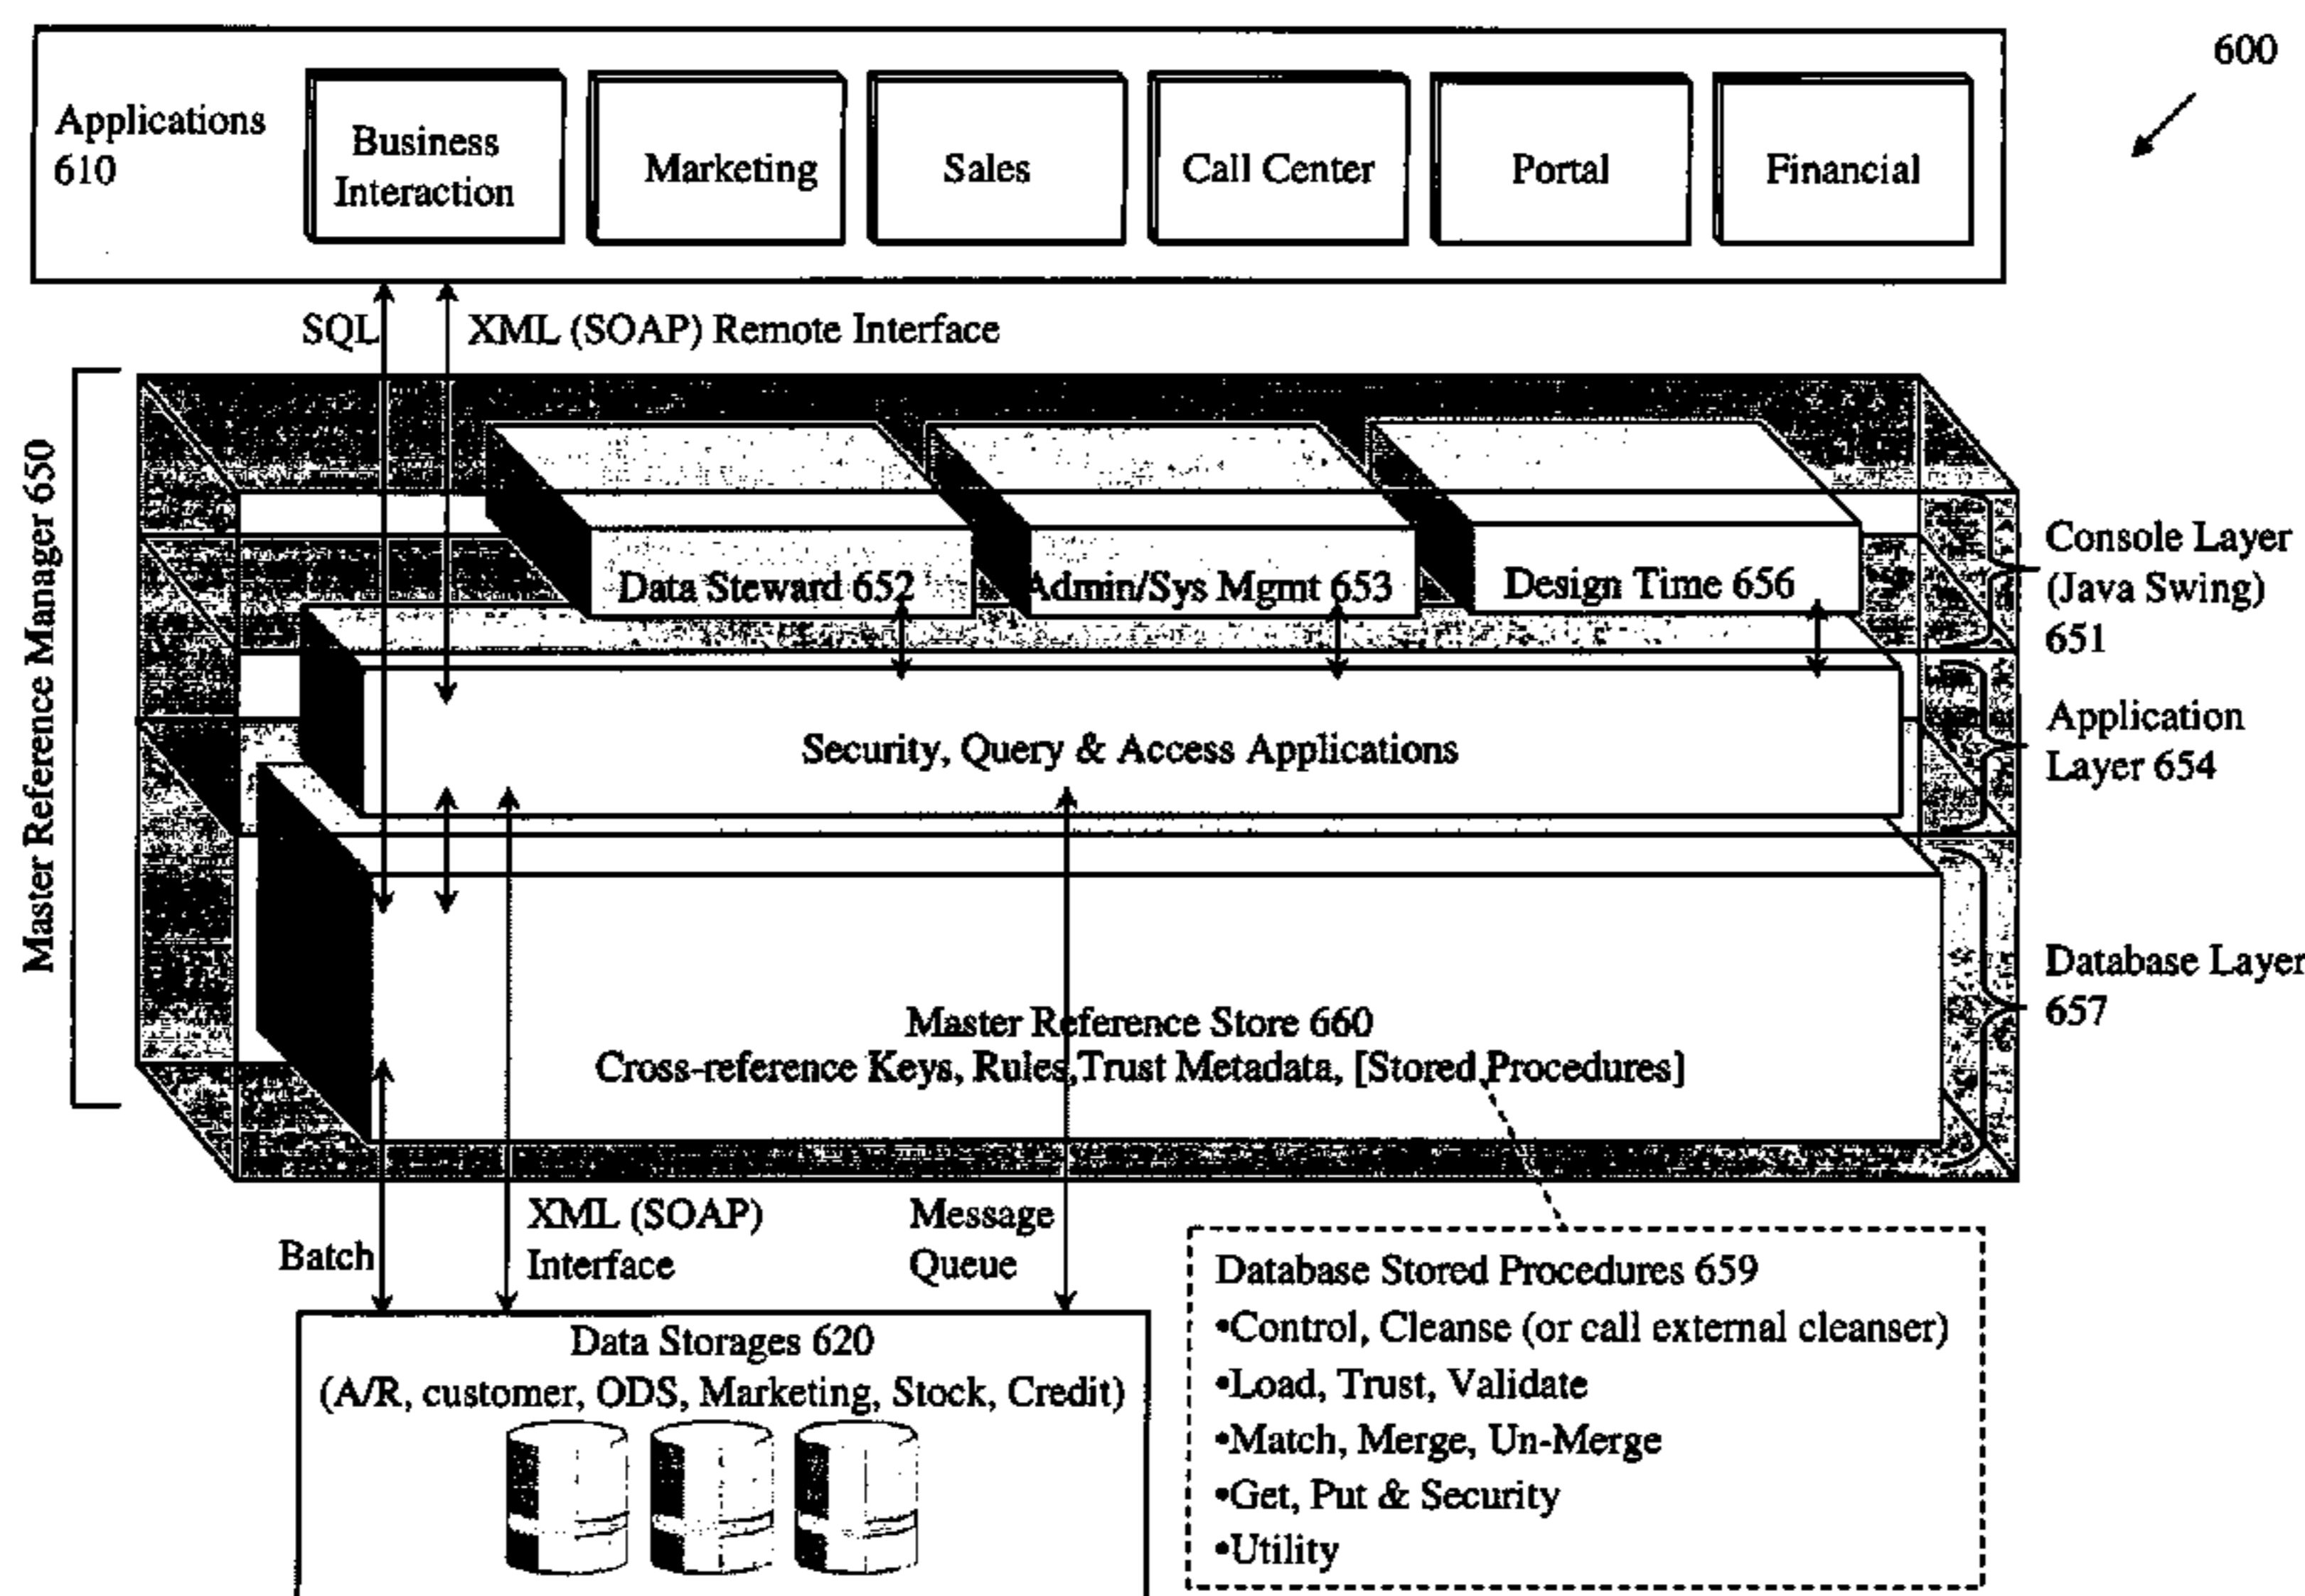 600
Applications
610
Business
Interaction
Marketing
Sales
Call Center
Portal
Financial
SQL
XML (SOAP) Remote Interface
Master Reference Manager 650
Data Steward 652
Admin/Sys Mgmt 653
Design Time 656
Console Layer
(Java Swing)
651
Security, Query & Access Applications
Application
Layer 654
Master Reference Store 660
Cross-reference Keys, Rules,Trust Metadata, [Stored Procedures]
Database Layer
657
Batch
XML (SOAP)
Interface
Message
Queue
Data Storages 620
(A/R, customer, ODS, Marketing, Stock, Credit)
Database Stored Procedures 659
•Control, Cleanse (or call external cleanser)
•Load, Trust, Validate
•Match, Merge, Un-Merge
•Get, Put & Security
•Utility